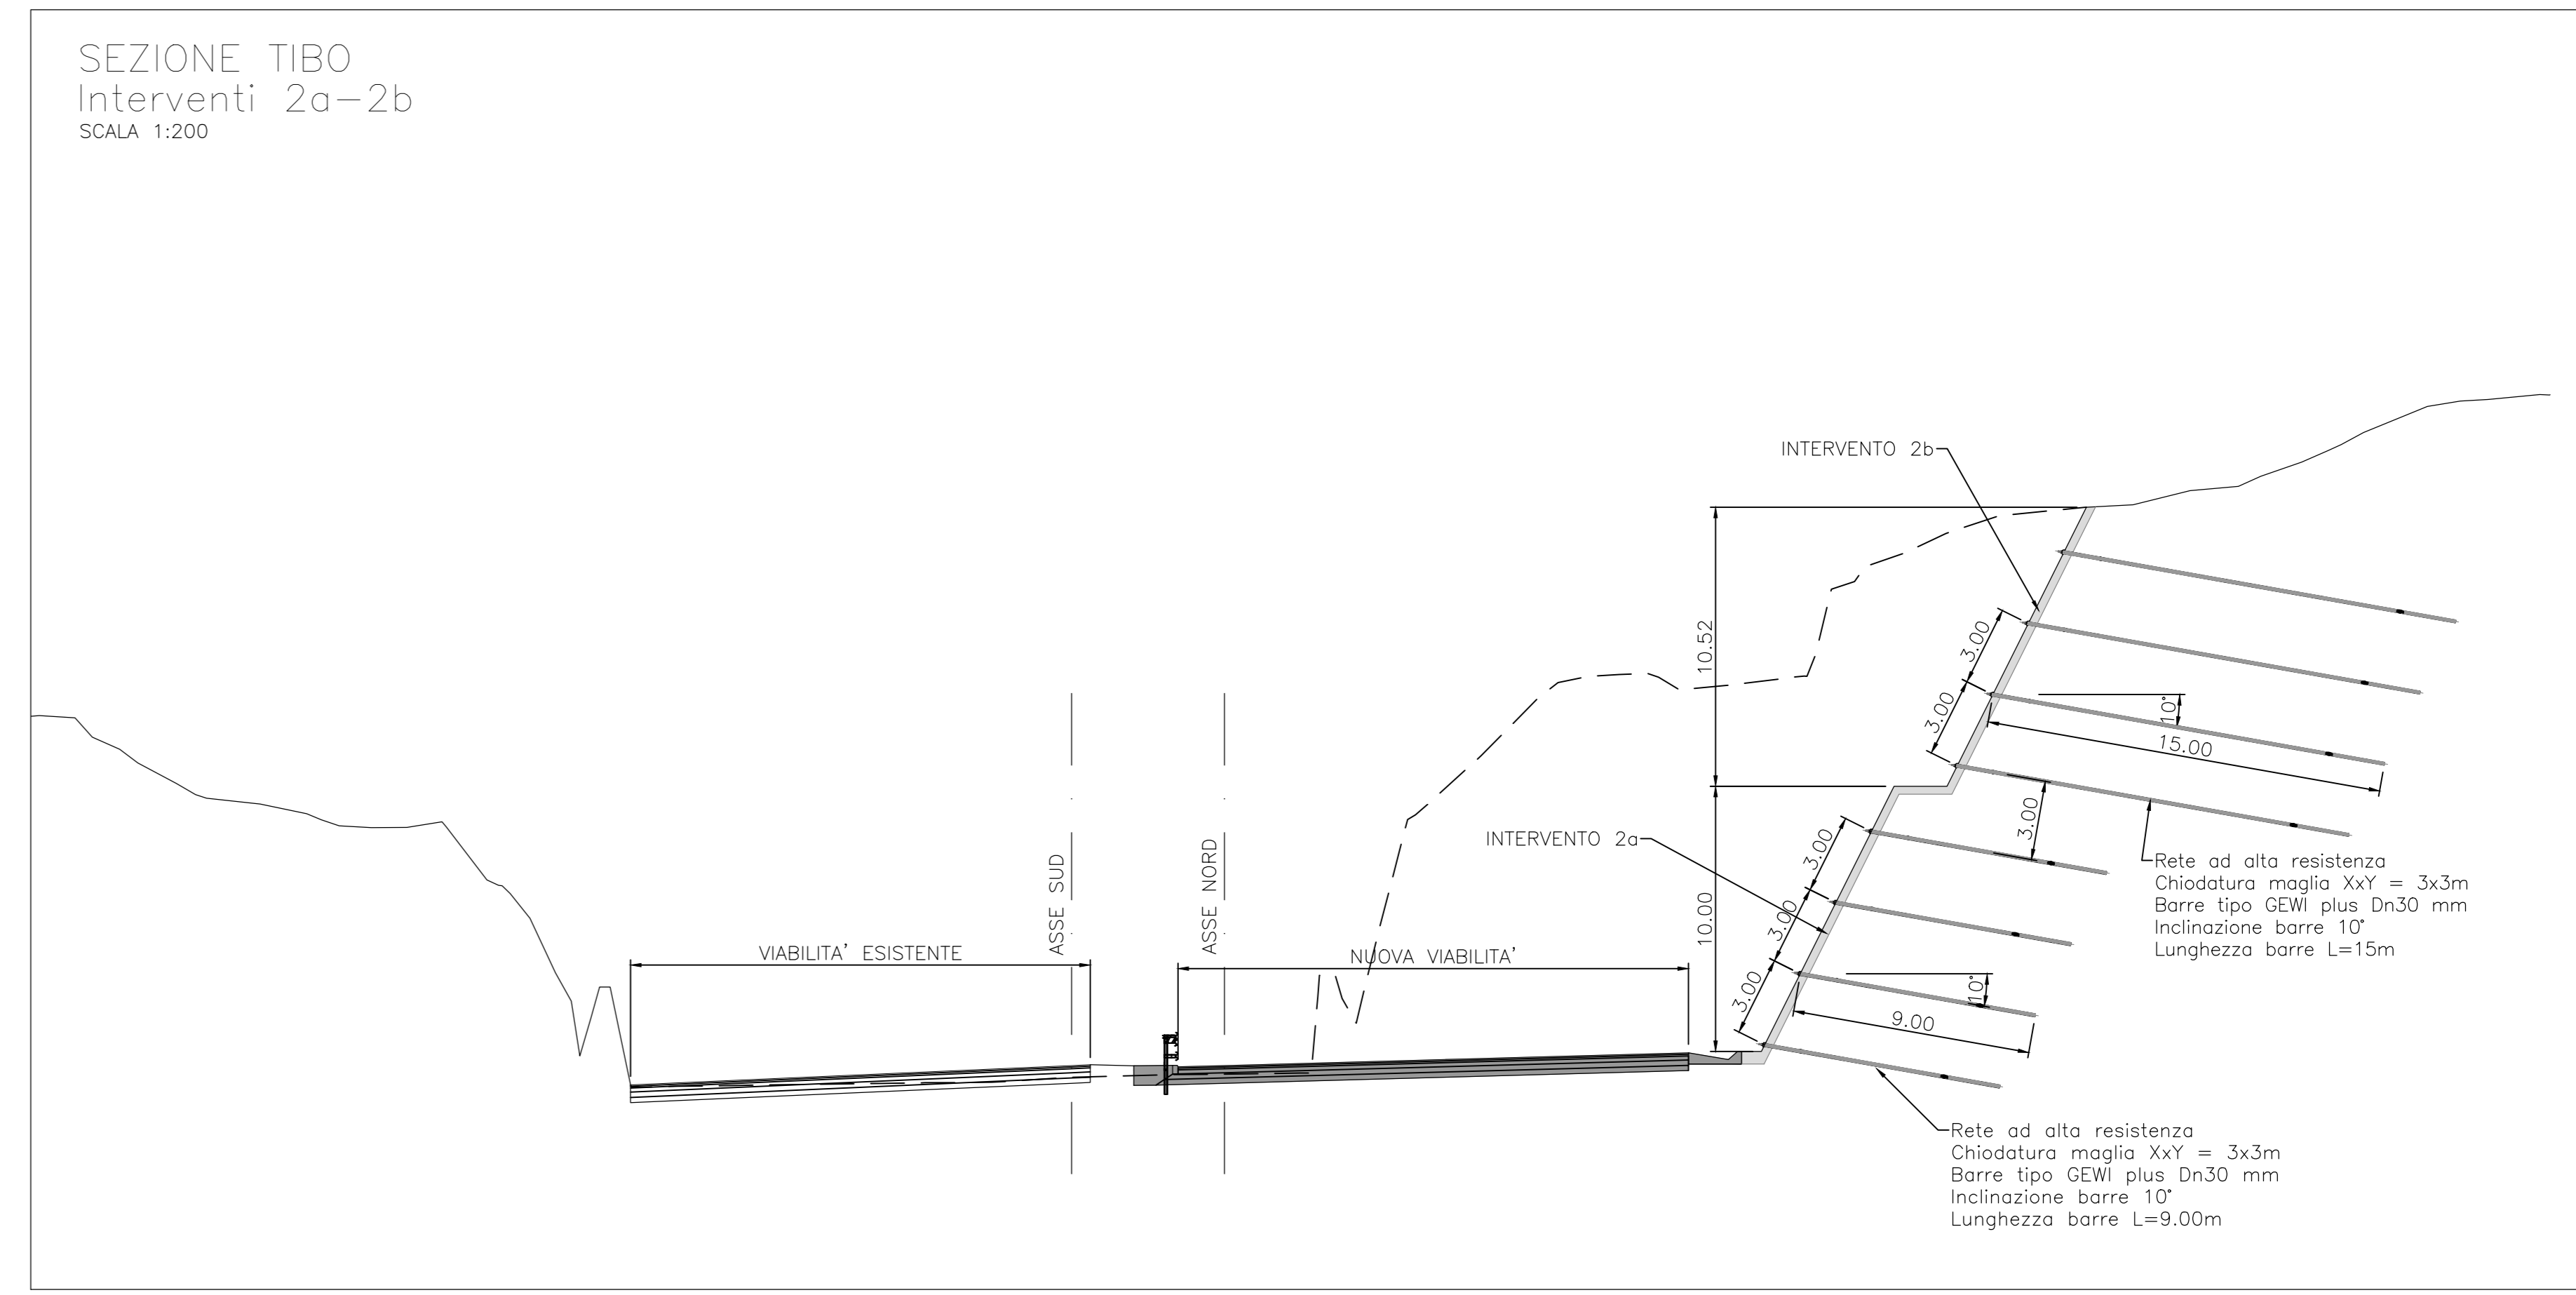 SEZIONE TIBO
Interventi 2a-2b
SCALA 1:200
INTERVENTO 2b
10.52
3.00
3.00
10°
15.00
3.00
INTERVENTO 2a
3.00
3.00
3.00
10.00
Rete ad alta resistenza
Chiodatura maglia XxY = 3x3m
Barre tipo GEWI plus Dn30 mm
Inclinazione barre 10°
Lunghezza barre L=15m
ASSE SUD
ASSE NORD
VIABILITA' ESISTENTE
NUOVA VIABILITA'
10°
9.00
Rete ad alta resistenza
Chiodatura maglia XxY = 3x3m
Barre tipo GEWI plus Dn30 mm
Inclinazione barre 10°
Lunghezza barre L=9.00m